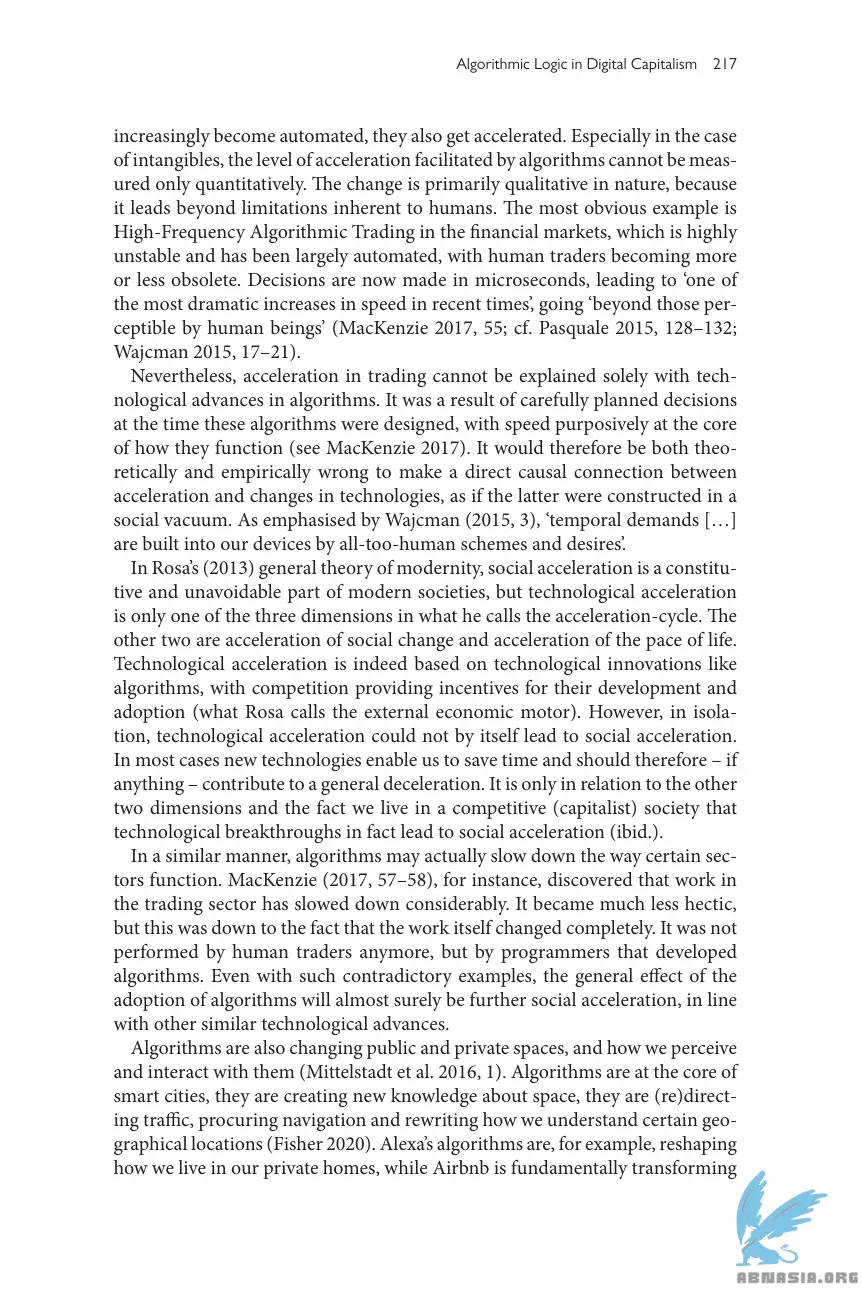 Algorithmic Logic in Digital Capitalism 217
increasingly become automated, they also get accelerated. Especially in the case
of intangibles, the level of acceleration facilitated by algorithms cannot be meas-
ured only quantitatively. The change is primarily qualitative in nature, because
it leads beyond limitations inherent to humans. The most obvious example is
High-Frequency Algorithmic Trading in the financial markets, which is highly
unstable and has been largely automated, with human traders becoming more
or less obsolete. Decisions are now made in microseconds, leading to ‘one of
the most dramatic increases in speed in recent times’, going ‘beyond those per-
ceptible by human beings’ (MacKenzie 2017, 55; cf. Pasquale 2015, 128–132;
Wajcman 2015, 17–21).
Nevertheless, acceleration in trading cannot be explained solely with tech-
nological advances in algorithms. It was a result of carefully planned decisions
at the time these algorithms were designed, with speed purposively at the core
of how they function (see MacKenzie 2017). It would therefore be both theo-
retically and empirically wrong to make a direct causal connection between
acceleration and changes in technologies, as if the latter were constructed in a
social vacuum. As emphasised by Wajcman (2015, 3), ‘temporal demands […]
are built into our devices by all-too-human schemes and desires’.
In Rosa’s (2013) general theory of modernity, social acceleration is a constitu-
tive and unavoidable part of modern societies, but technological acceleration
is only one of the three dimensions in what he calls the acceleration-cycle. The
other two are acceleration of social change and acceleration of the pace of life.
Technological acceleration is indeed based on technological innovations like
algorithms, with competition providing incentives for their development and
adoption (what Rosa calls the external economic motor). However, in isola-
tion, technological acceleration could not by itself lead to social acceleration.
In most cases new technologies enable us to save time and should therefore – if
anything – contribute to a general deceleration. It is only in relation to the other
two dimensions and the fact we live in a competitive (capitalist) society that
technological breakthroughs in fact lead to social acceleration (ibid.).
In a similar manner, algorithms may actually slow down the way certain sec-
tors function. MacKenzie (2017, 57–58), for instance, discovered that work in
the trading sector has slowed down considerably. It became much less hectic,
but this was down to the fact that the work itself changed completely. It was not
performed by human traders anymore, but by programmers that developed
algorithms. Even with such contradictory examples, the general effect of the
adoption of algorithms will almost surely be further social acceleration, in line
with other similar technological advances.
Algorithms are also changing public and private spaces, and how we perceive
and interact with them (Mittelstadt et al. 2016, 1). Algorithms are at the core of
smart cities, they are creating new knowledge about space, they are (re)direct-
ing traffic, procuring navigation and rewriting how we understand certain geo-
graphical locations (Fisher 2020). Alexa’s algorithms are, for example, reshaping
how we live in our private homes, while Airbnb is fundamentally transforming
ABNASIA.ORG